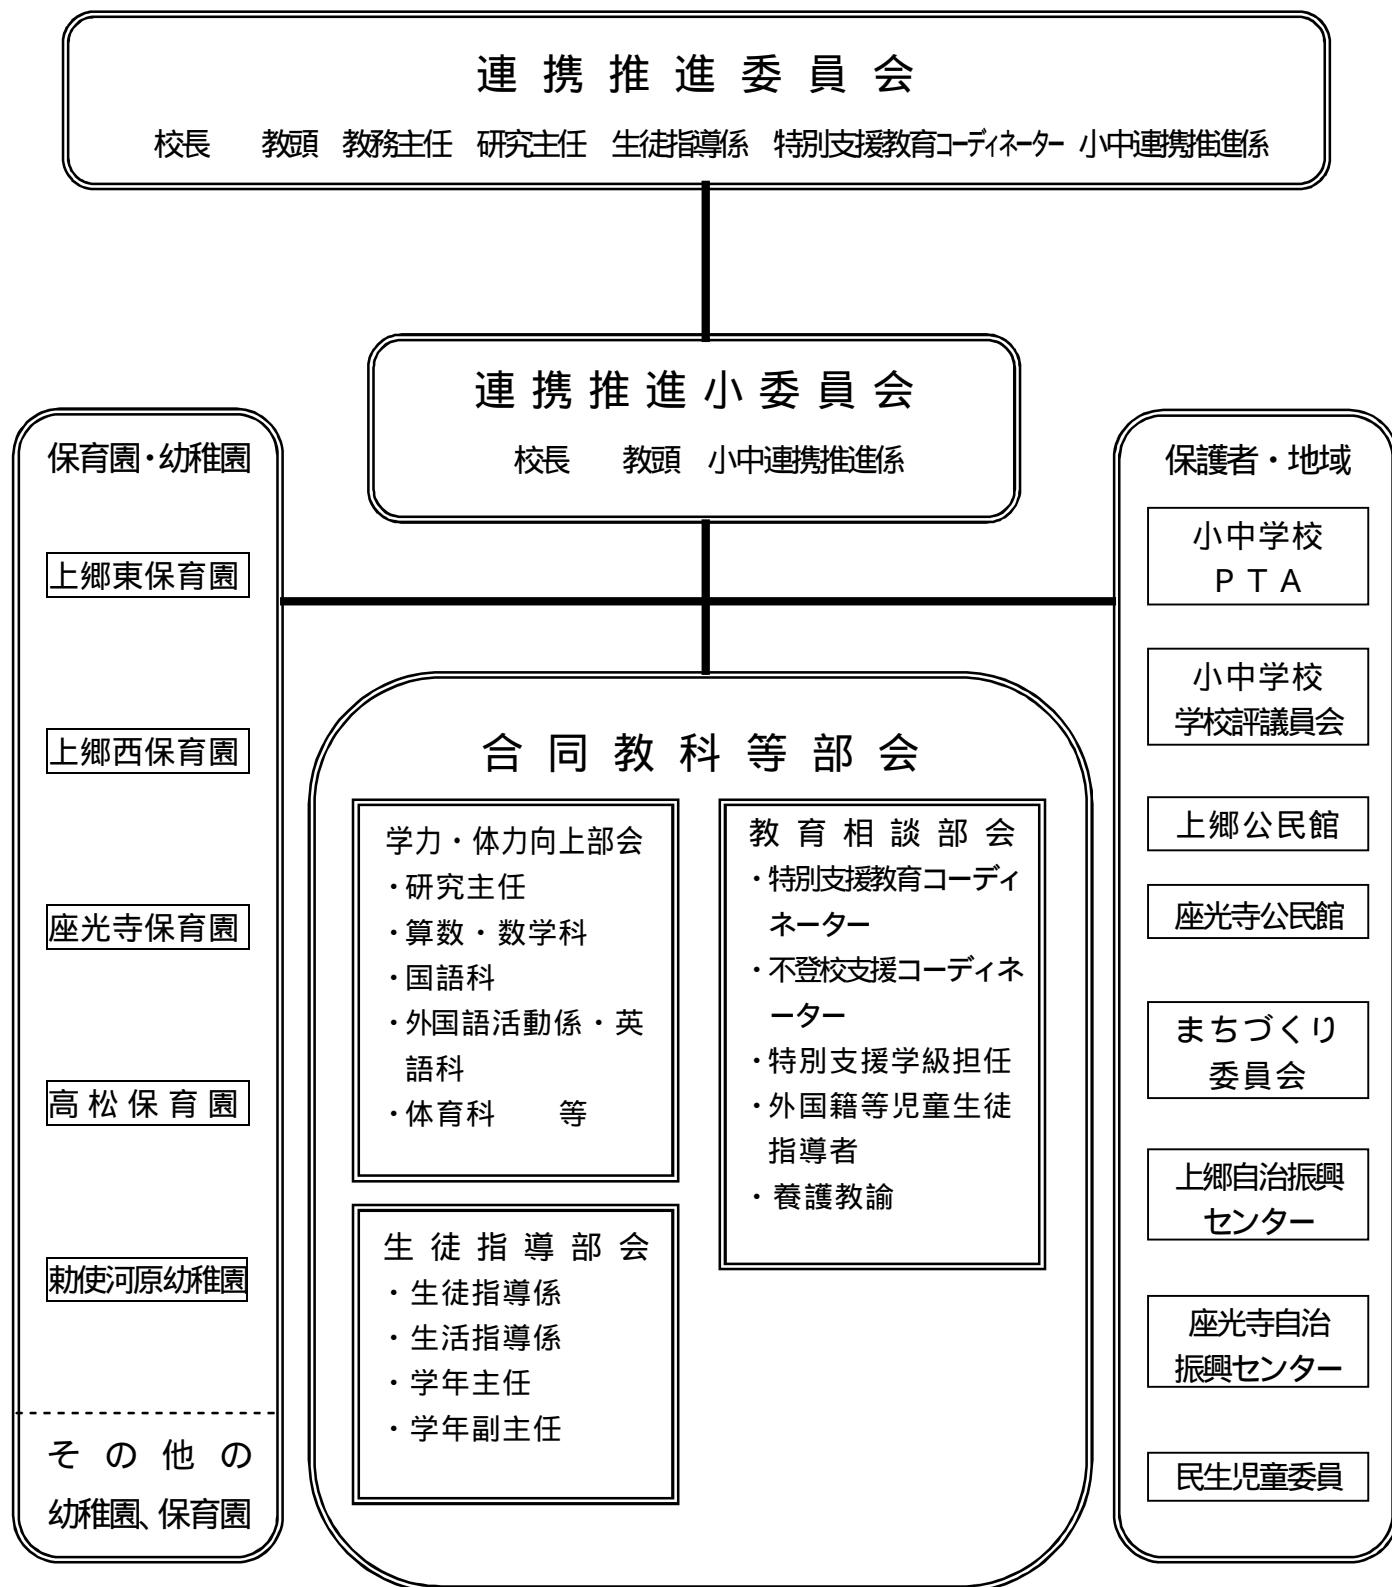 連携推進委員会
校長 教頭 教務主任 研究主任 生徒指導係 特別支援教育コーディネーター 小中連携推進係
連携推進小委員会
校長 教頭 小中連携推進係
保育園・幼稚園
上郷東保育園
上郷西保育園
座光寺保育園
高松保育園
勅使河原幼稚園
その他の
幼稚園、保育園
合同教科等部会
学力・体力向上部会
・研究主任
・算数・数学科
・国語科
・外国語活動係・英
語科
・体育科 等
生徒指導部会
・生徒指導係
・生活指導係
・学年主任
・学年副主任
教育相談部会
・特別支援教育コーディ
ネーター
・不登校支援コーディネ
ーター
・特別支援学級担任
・外国籍等児童生徒
指導者
・養護教諭
保護者・地域
小中学校
PTA
小中学校
学校評議員会
上郷公民館
座光寺公民館
まちづくり
委員会
上郷自治振興
センター
座光寺自治
振興センター
民生児童委員